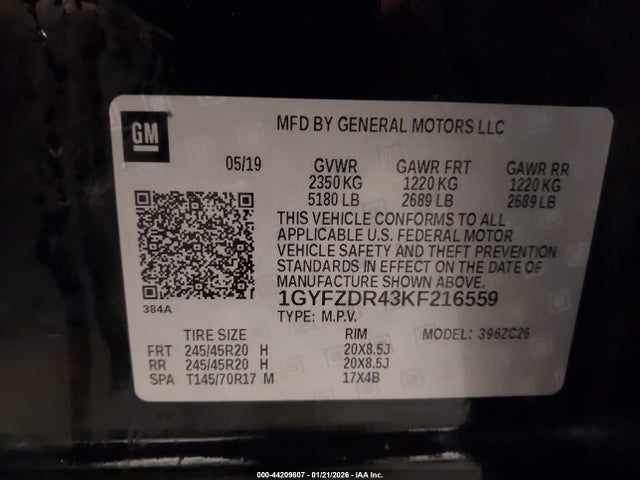 GM
MFD BY GENERAL MOTORS LLC
05/19 GVWR GAWR FRT GAWR RR
2350 KG 1220 KG 1220 KG
5180 LB 2689 LB 2689 LB
THIS VEHICLE CONFORMS TO ALL
APPLICABLE U.S. FEDERAL MOTOR
VEHICLE SAFETY AND THEFT PREVENTION
STANDARDS IN EFFECT ON THE DATE OF
MANUFACTURE SHOWN ABOVE.
384A
1GYFZDR43KF216559
TYPE: M.P.V.
TIRE SIZE RIM MODEL: 396ZC26
FRT 245/45R20 H 20X8.5J
RR 245/45R20 H 20X8.5J
SPA T145/70R17 M 17X4B
000-44209807 - 01/21/2026 - IAA Inc.